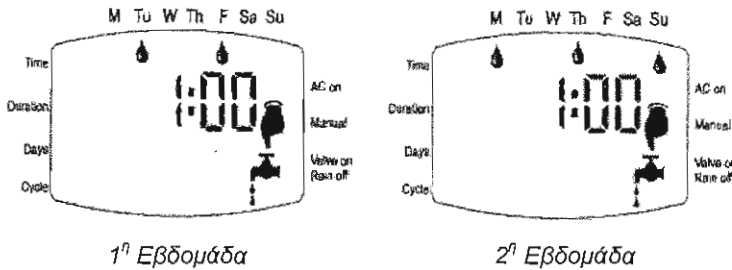 M Tu W Th F Sa Su
Time
Duration
Days
Cycle
1:00
AC on
Manual
Valve on
Rain off
1η Εβδομάδα
M Tu W Th F Sa Su
Time
Duration
Days
Cycle
1:00
AC on
Manual
Valve on
Rain off
2η Εβδομάδα